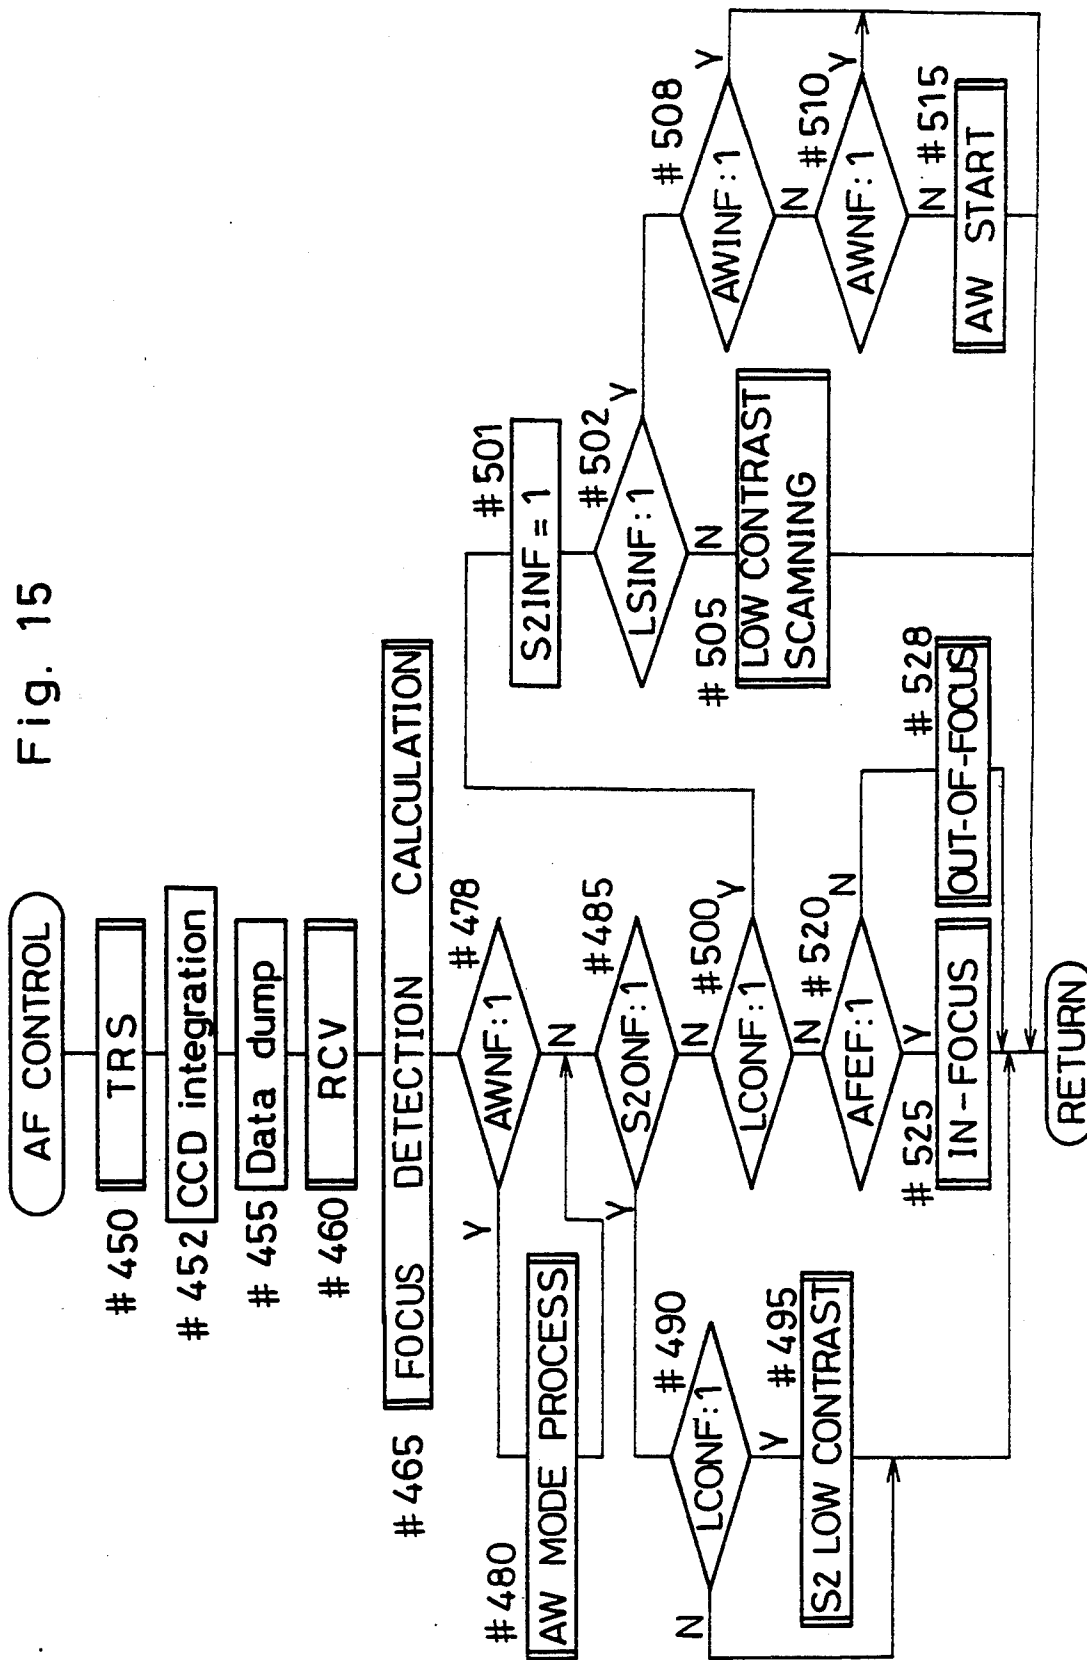 Fig. 15
AF CONTROL
# 450
TRS
# 452
CCD integration
# 455
Data dump
# 460
RCV
# 465
FOCUS DETECTION CALCULATION
# 478
AWNF:1
Y
N
# 480
AW MODE PROCESS
# 485
S2ONF:1
Y
N
# 490
LCONF:1
N
Y
# 495
S2 LOW CONTRAST
# 500
LCONF:1
Y
N
# 501
S2INF = 1
# 502
LSINF:1
Y
N
# 505
LOW CONTRAST
SCAMNING
# 508
AWINF:1
Y
N
# 510
AWNF:1
Y
N
# 515
AW START
# 520
AFEF:1
N
Y
# 525
IN-FOCUS
# 528
OUT-OF-FOCUS
RETURN